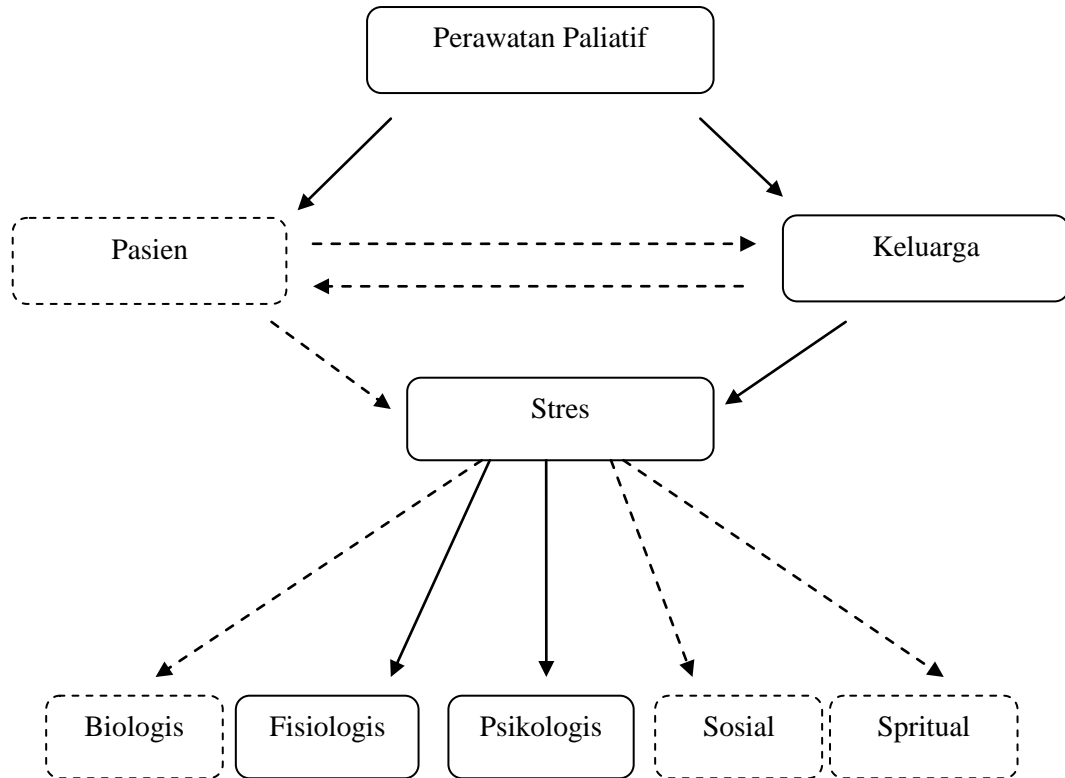 Perawatan Paliatif
Pasien
Keluarga
Stres
Biologis
Fisiologis
Psikologis
Sosial
Spritual